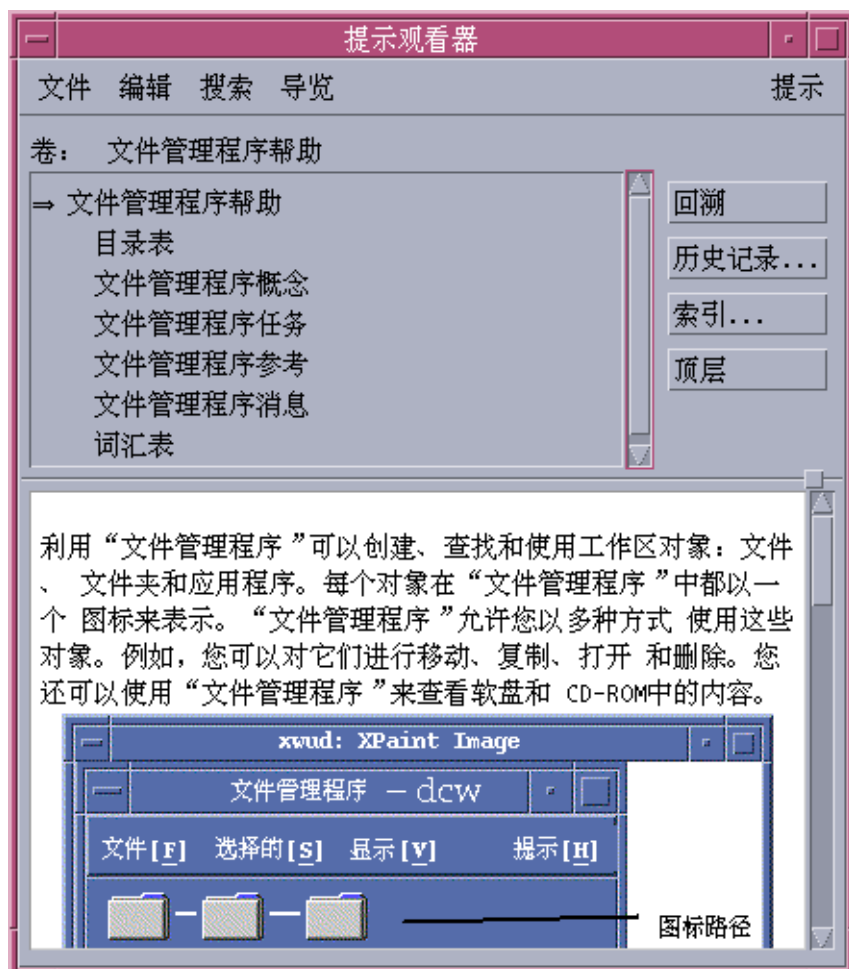 提示观看器
文件 编辑 搜索 导览 提示
卷： 文件管理程序帮助
⇒ 文件管理程序帮助
目录表
文件管理程序概念
文件管理程序任务
文件管理程序参考
文件管理程序消息
词汇表
回溯
历史记录...
索引...
顶层
利用“文件管理程序”可以创建、查找和使用工作区对象：文件
、 文件夹和应用程序。每个对象在“文件管理程序”中都以一
个 图标来表示。“文件管理程序”允许您以多种方式 使用这些
对象。例如，您可以对它们进行移动、复制、打开 和删除。您
还可以使用“文件管理程序”来查看软盘和 CD-ROM中的内容。
xwud: XPaint Image
文件管理程序 - dcw
文件[F] 选择的[S] 显示[V] 提示[H]
图标路径